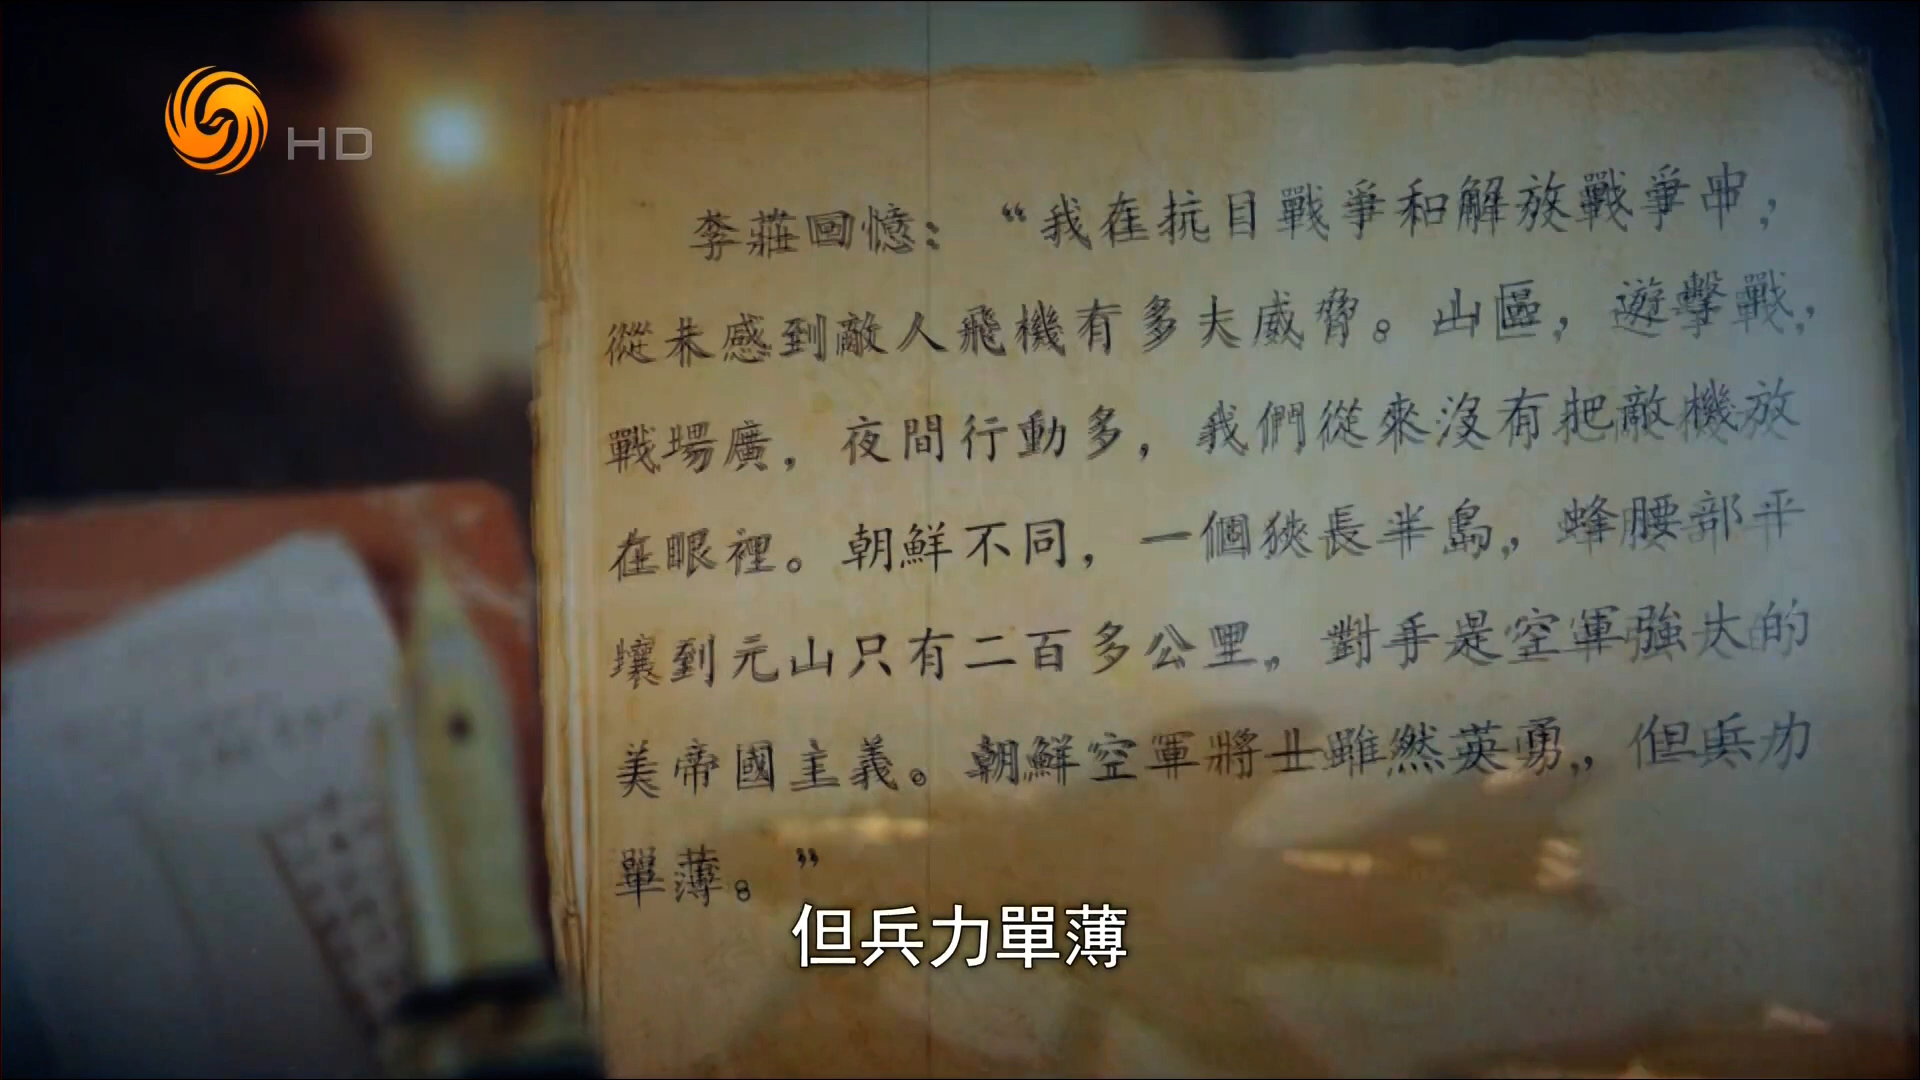 HD
李莊回憶：“我在抗日戰爭和解放戰爭中，
從未感到敵人飛機有多大威脅。山區，遊擊戰，
戰場廣，夜間行動多，我們從來沒有把敵機放
在眼裡。朝鮮不同，一個狹長半島，蜂腰部平
壤到元山只有二百多公里，對手是空軍強大的
美帝國主義。朝鮮空軍將士雖然英勇，但兵力
單薄。”
但兵力單薄